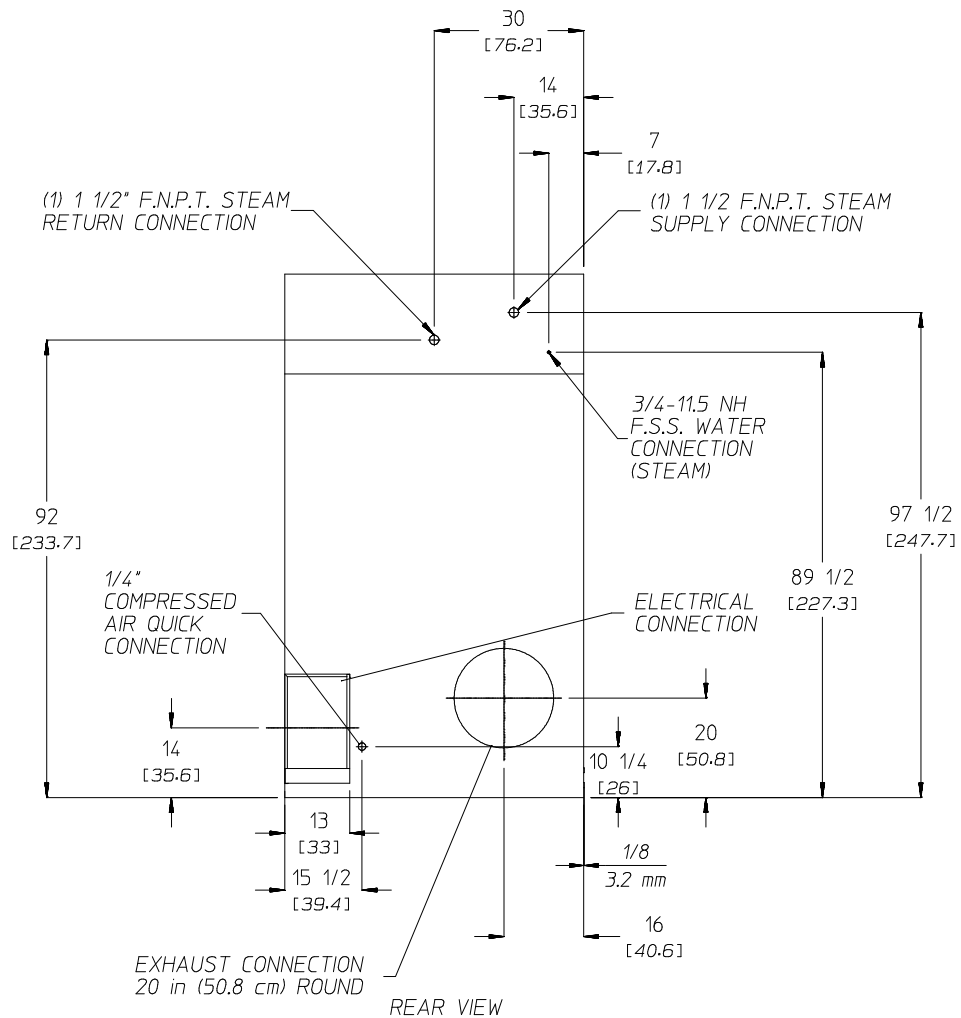 30
[76.2]
14
[35.6]
7
[17.8]
(1) 1 1/2" F.N.P.T. STEAM
RETURN CONNECTION
(1) 1 1/2 F.N.P.T. STEAM
SUPPLY CONNECTION
3/4-11.5 NH
F.S.S. WATER
CONNECTION
(STEAM)
92
[233.7]
97 1/2
[247.7]
89 1/2
[227.3]
1/4"
COMPRESSED
AIR QUICK
CONNECTION
ELECTRICAL
CONNECTION
14
[35.6]
20
[50.8]
10 1/4
[26]
13
[33]
15 1/2
[39.4]
1/8
3.2 mm
16
[40.6]
EXHAUST CONNECTION
20 in (50.8 cm) ROUND
REAR VIEW